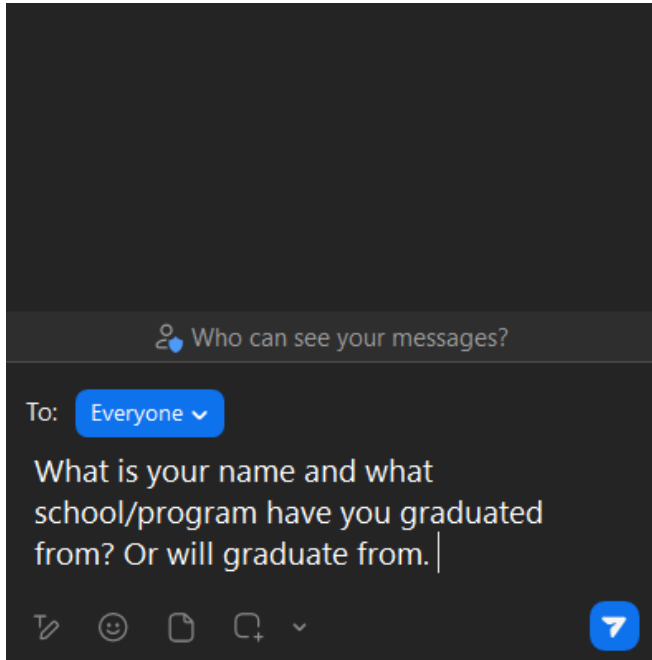 Who can see your messages?
To: Everyone
What is your name and what
school/program have you graduated
from? Or will graduate from.